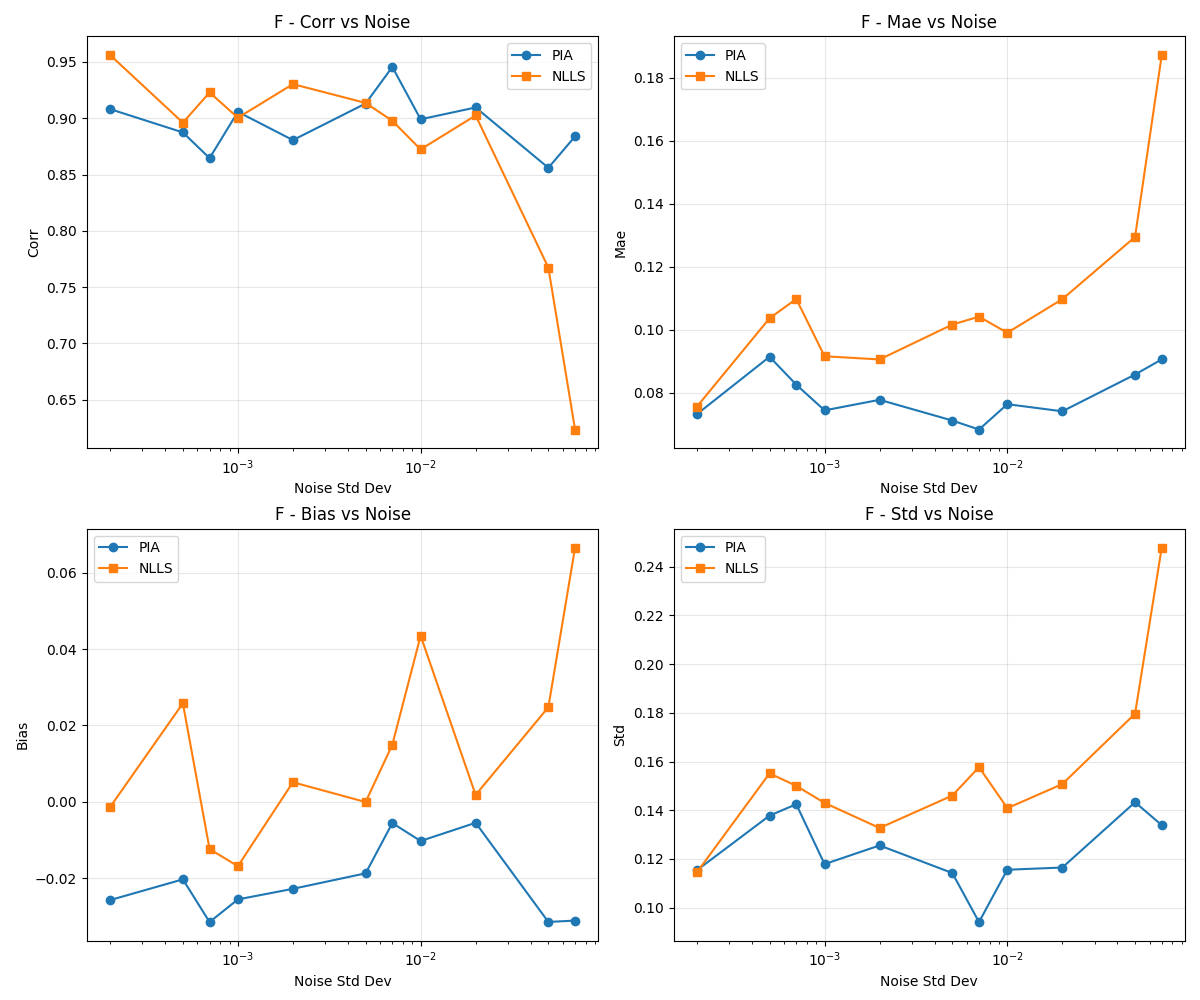 F - Corr vs Noise
PIA
NLLS
0.95
0.90
0.85
0.80
0.75
0.70
0.65
Corr
10⁻³
10⁻²
Noise Std Dev
F - Mae vs Noise
PIA
NLLS
0.18
0.16
0.14
0.12
0.10
0.08
Mae
10⁻³
10⁻²
Noise Std Dev
F - Bias vs Noise
PIA
NLLS
0.06
0.04
0.02
0.00
−0.02
Bias
10⁻³
10⁻²
Noise Std Dev
F - Std vs Noise
PIA
NLLS
0.24
0.22
0.20
0.18
0.16
0.14
0.12
0.10
Std
10⁻³
10⁻²
Noise Std Dev